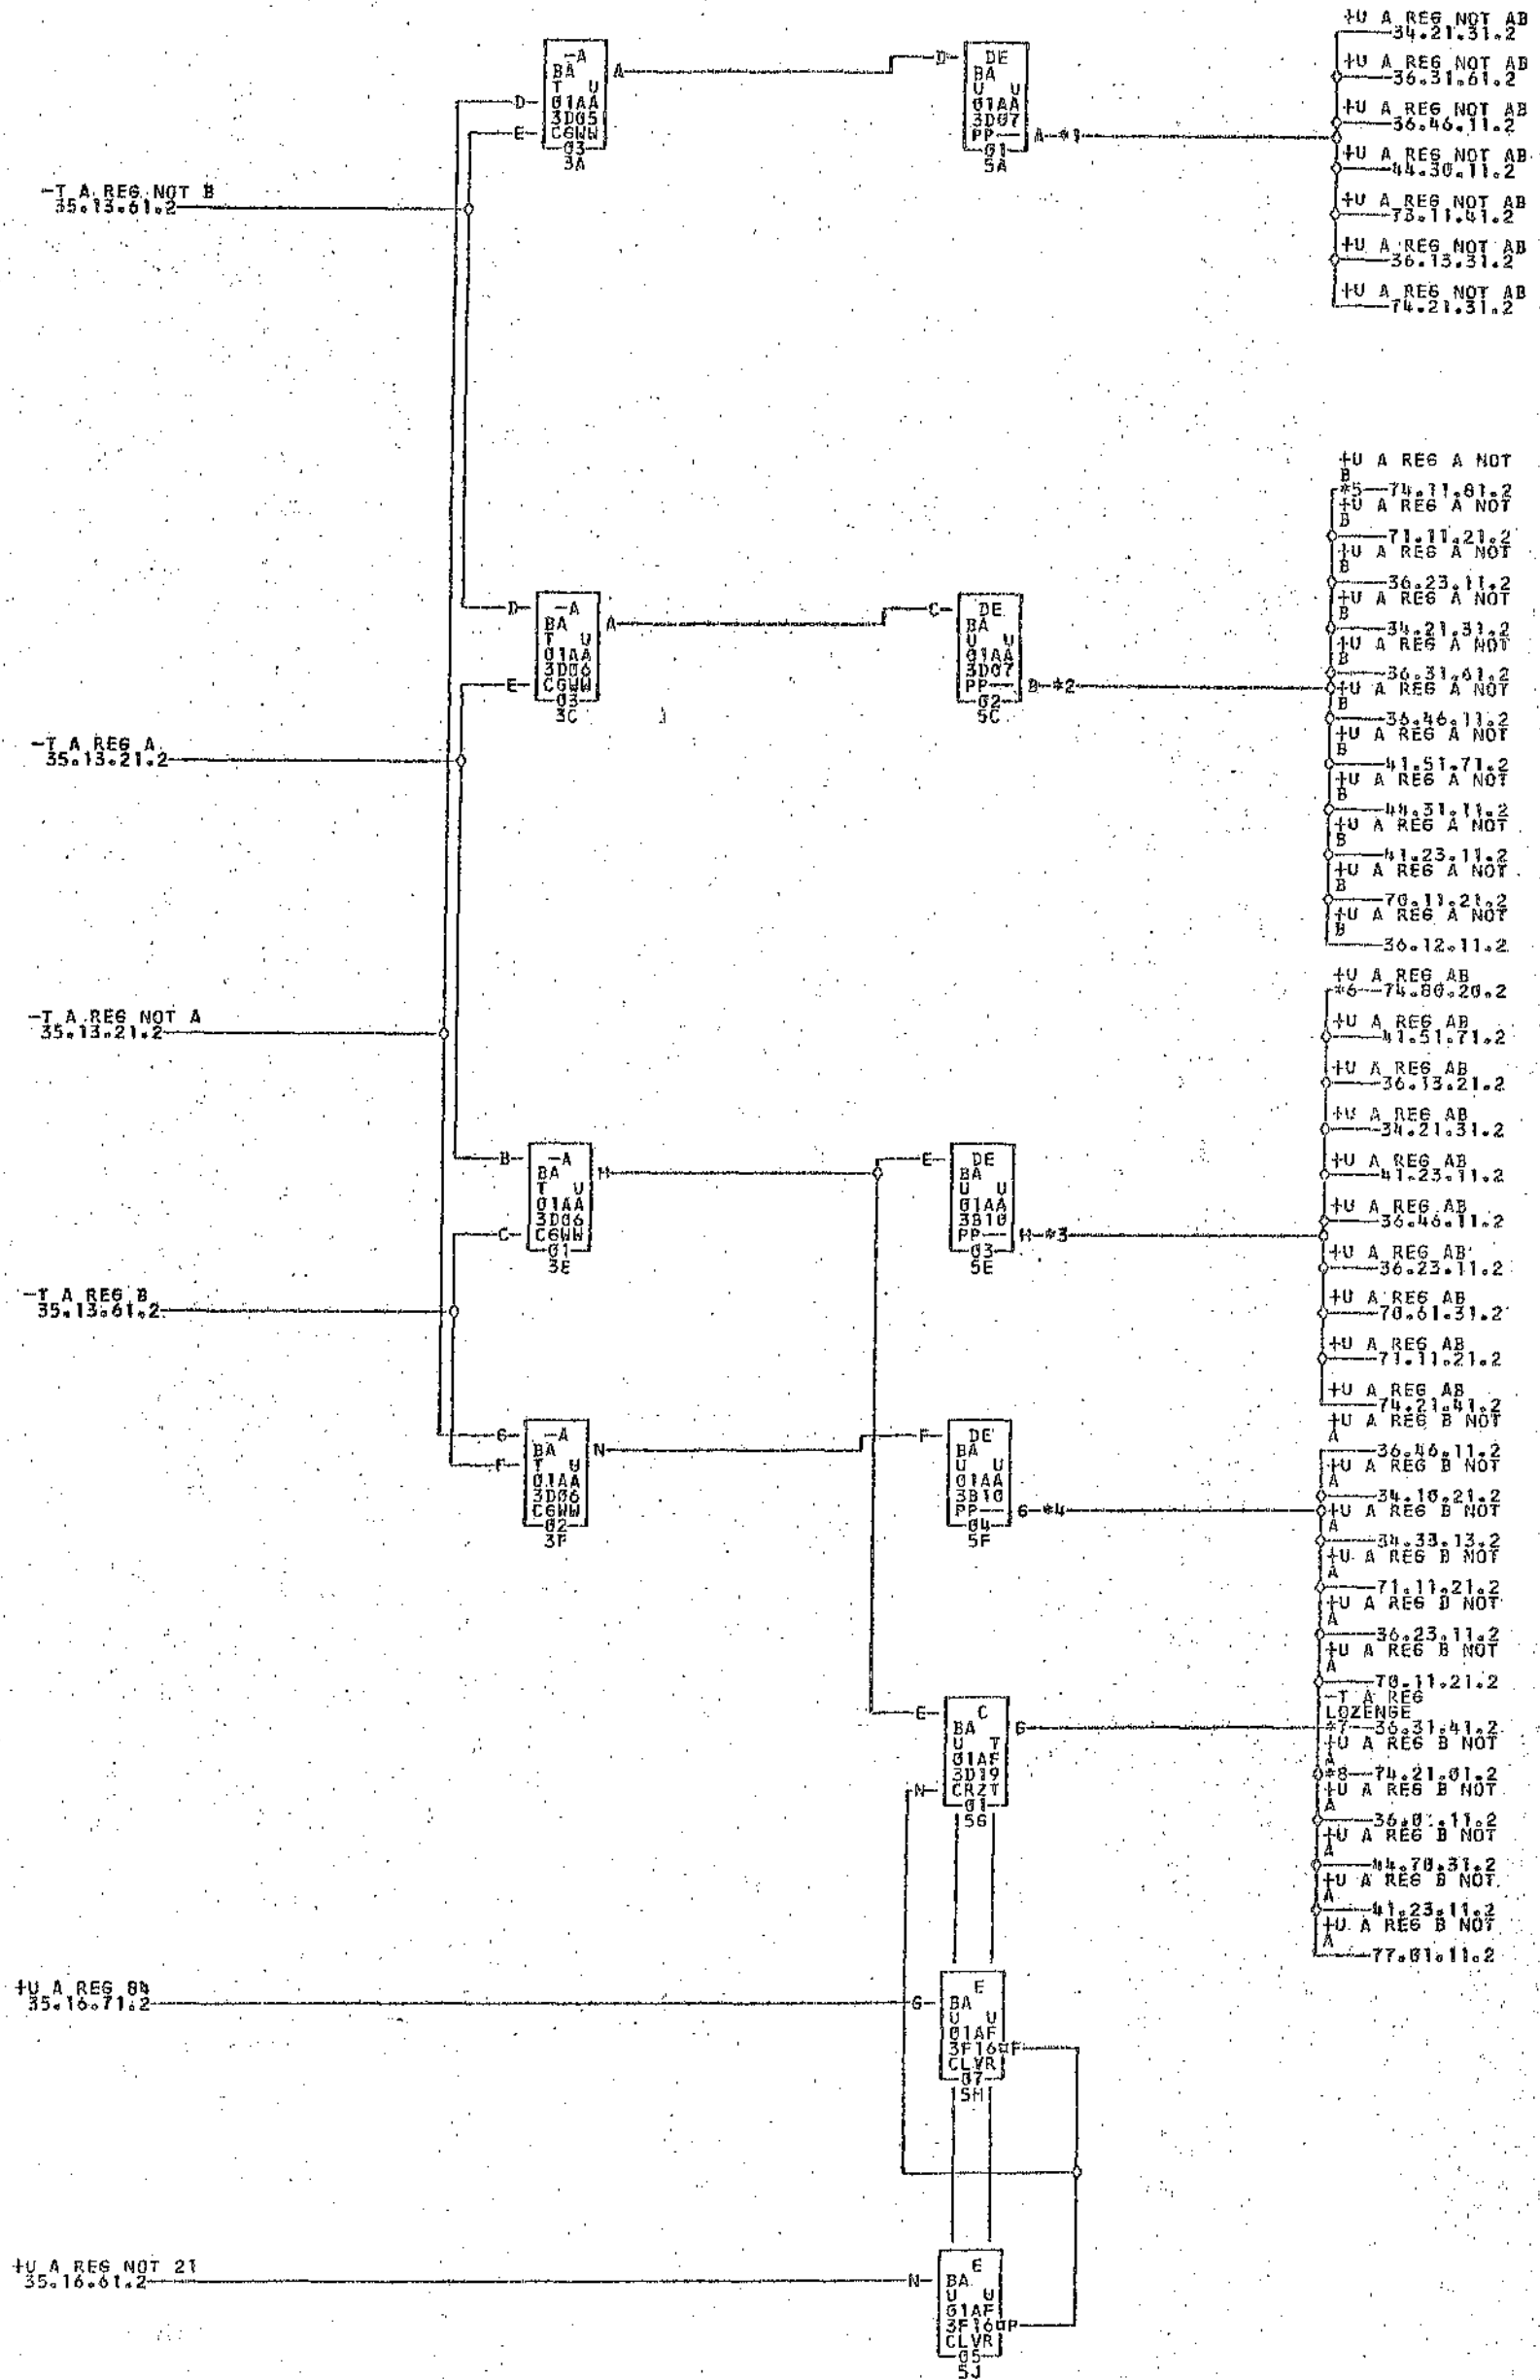 -T A REG NOT B
35.13.61.2
-T A REG A
35.13.21.2
-T A REG NOT A
35.13.21.2
-T A REG B
35.13.61.2
+U A REG 84
35.16.71.2
+U A REG NOT 21
35.16.61.2
D
E
-A
BA
T U
01AA
3D05
CGWW
03
3A
A
D
DE
BA
U U
01AA
3D07
PP
01
5A
A *1
D
E
-A
BA
T U
01AA
3D06
CGWW
03
3C
A
C
DE
BA
U U
01AA
3D07
PP
02
5C
B *2
B
C
-A
BA
T U
01AA
3D06
CGWW
01
3E
H
E
DE
BA
U U
01AA
3B10
PP
03
5E
H *3
G
F
-A
BA
T U
01AA
3D06
CGWW
02
3F
N
F
DE
BA
U U
01AA
3B10
PP
04
5F
G *4
E
N
C
BA
U T
01AF
3D19
CRZT
01
5G
G
G
E
BA
U U
01AF
3F16 F
CLVR
07
5H
N
E
BA
U U
01AF
3F16 P
CLVR
05
5J
+U A REG NOT AB
34.21.31.2
+U A REG NOT AB
36.31.61.2
+U A REG NOT AB
36.46.11.2
+U A REG NOT AB
44.30.11.2
+U A REG NOT AB
73.11.41.2
+U A REG NOT AB
36.13.31.2
+U A REG NOT AB
74.21.31.2
+U A REG A NOT
B
*5 74.11.61.2
+U A REG A NOT
B
71.11.21.2
+U A REG A NOT
B
36.23.11.2
+U A REG A NOT
B
34.21.31.2
+U A REG A NOT
B
36.31.61.2
+U A REG A NOT
B
36.46.11.2
+U A REG A NOT
B
41.51.71.2
+U A REG A NOT
B
44.31.11.2
+U A REG A NOT
B
41.23.11.2
+U A REG A NOT
B
70.11.21.2
+U A REG A NOT
B
36.12.11.2
+U A REG AB
*6 74.80.20.2
+U A REG AB
41.51.71.2
+U A REG AB
36.13.21.2
+U A REG AB
34.21.31.2
+U A REG AB
41.23.11.2
+U A REG AB
36.46.11.2
+U A REG AB
36.23.11.2
+U A REG AB
70.61.31.2
+U A REG AB
71.11.21.2
+U A REG AB
74.21.41.2
+U A REG B NOT
A
36.46.11.2
+U A REG B NOT
A
34.10.21.2
+U A REG B NOT
A
34.33.13.2
+U A REG B NOT
A
71.11.21.2
+U A REG B NOT
A
36.23.11.2
+U A REG B NOT
A
70.11.21.2
-T A REG
LOZENGE
*7 36.31.41.2
+U A REG B NOT
A
*8 74.21.01.2
+U A REG B NOT
A
+U A REG B NOT
A
44.70.31.2
+U A REG B NOT
A
41.23.11.2
+U A REG B NOT
A
77.01.11.2